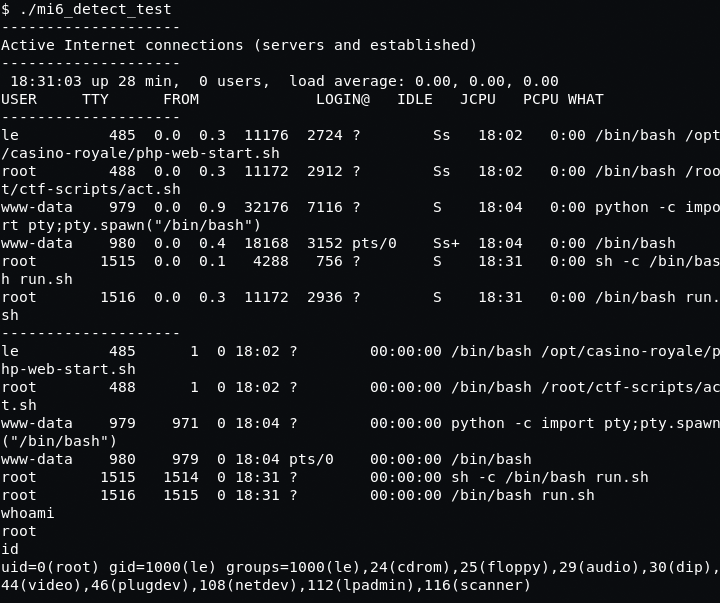 $ ./mi6_detect_test
--------------------
Active Internet connections (servers and established)
--------------------
 18:31:03 up 28 min,  0 users,  load average: 0.00, 0.00, 0.00
USER     TTY      FROM             LOGIN@   IDLE   JCPU   PCPU WHAT
--------------------
le         485  0.0  0.3  11176  2724 ?        Ss   18:02   0:00 /bin/bash /opt
/casino-royale/php-web-start.sh
root       488  0.0  0.3  11172  2912 ?        Ss   18:02   0:00 /bin/bash /roo
t/ctf-scripts/act.sh
www-data   979  0.0  0.9  32176  7116 ?        S    18:04   0:00 python -c impo
rt pty;pty.spawn("/bin/bash")
www-data   980  0.0  0.4  18168  3152 pts/0    Ss+  18:04   0:00 /bin/bash
root      1515  0.0  0.1   4288   756 ?        S    18:31   0:00 sh -c /bin/bas
h run.sh
root      1516  0.0  0.3  11172  2936 ?        S    18:31   0:00 /bin/bash run.
sh
--------------------
le         485      1  0 18:02 ?        00:00:00 /bin/bash /opt/casino-royale/p
hp-web-start.sh
root       488      1  0 18:02 ?        00:00:00 /bin/bash /root/ctf-scripts/ac
t.sh
www-data   979    971  0 18:04 ?        00:00:00 python -c import pty;pty.spawn
("/bin/bash")
www-data   980    979  0 18:04 pts/0    00:00:00 /bin/bash
root      1515   1514  0 18:31 ?        00:00:00 sh -c /bin/bash run.sh
root      1516   1515  0 18:31 ?        00:00:00 /bin/bash run.sh
whoami
root
id
uid=0(root) gid=1000(le) groups=1000(le),24(cdrom),25(floppy),29(audio),30(dip),
44(video),46(plugdev),108(netdev),112(lpadmin),116(scanner)